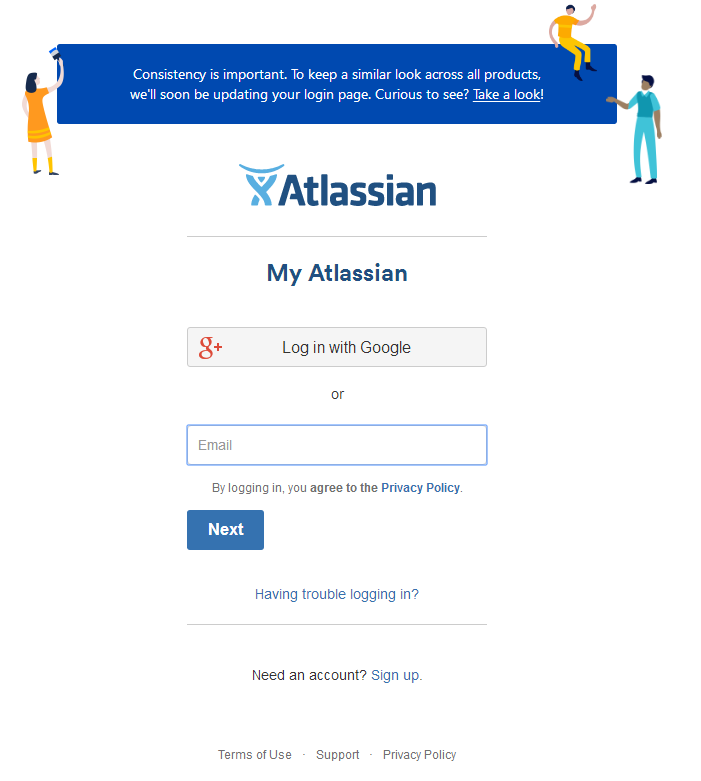 Consistency is important. To keep a similar look across all products,
we'll soon be updating your login page. Curious to see? Take a look!
Atlassian
My Atlassian
g+ Log in with Google
or
Email
By logging in, you agree to the Privacy Policy.
Next
Having trouble logging in?
Need an account? Sign up.
Terms of Use · Support · Privacy Policy